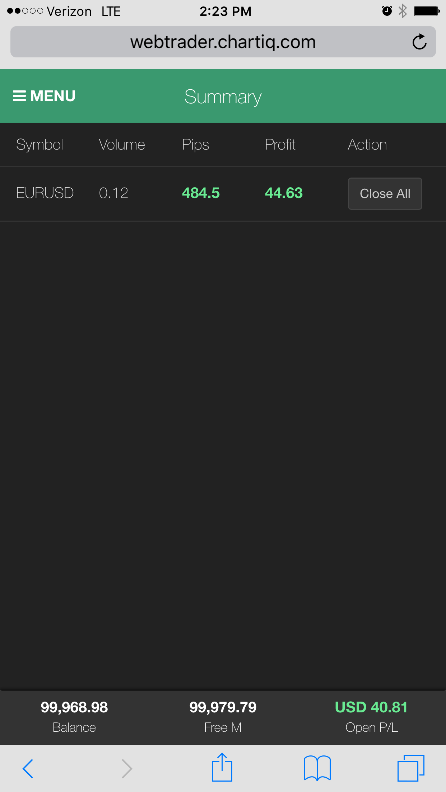 Verizon LTE 2:23 PM
webtrader.chartiq.com
MENU Summary
Symbol Volume Pips Profit Action
EURUSD 0.12 484.5 44.63 Close All
99,968.98 99,979.79 USD 40.81
Balance Free M Open P/L